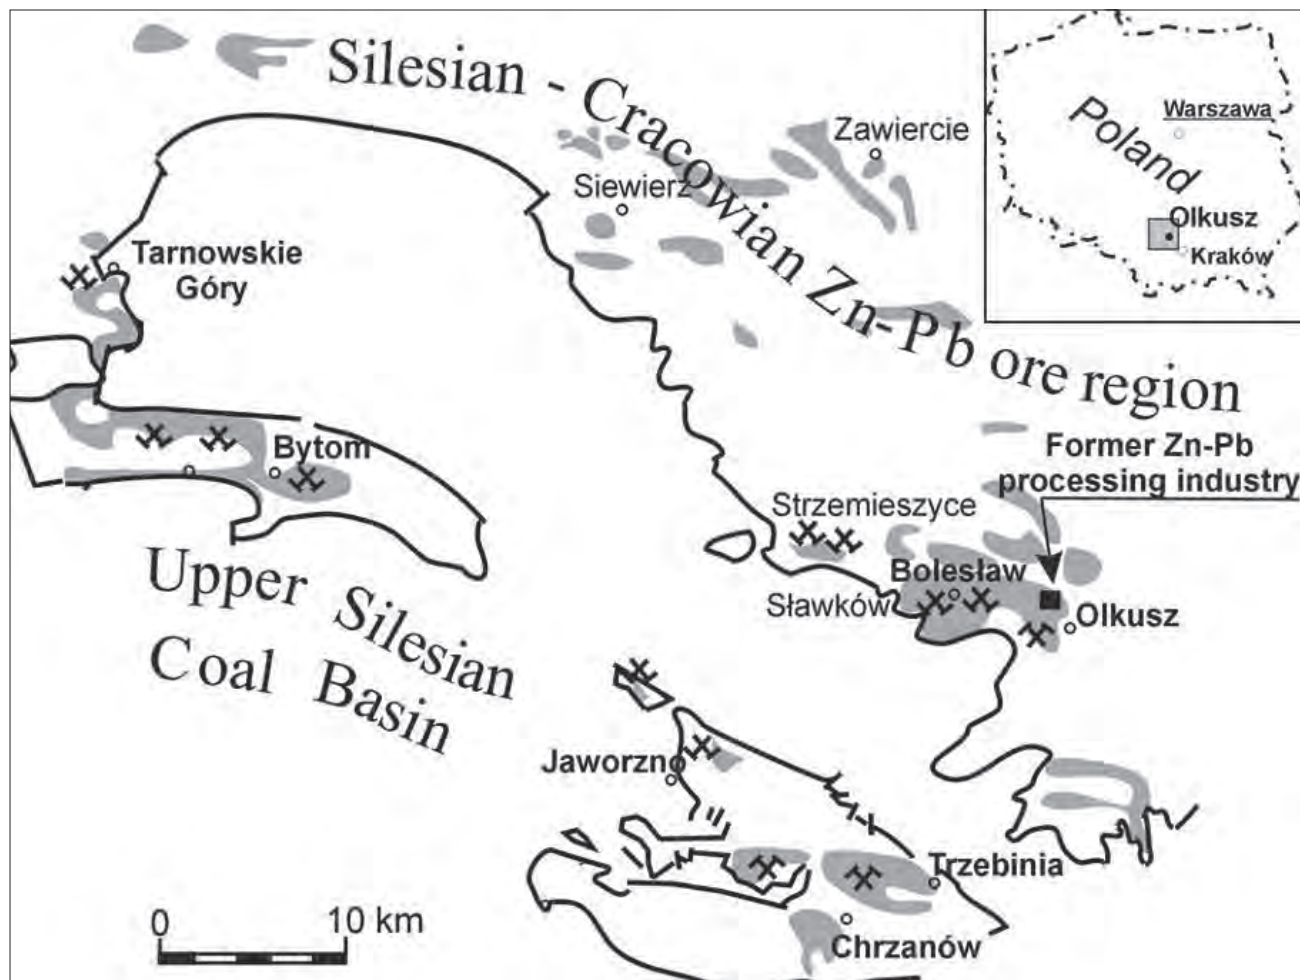 Silesian - Cracowian Zn-Pb ore region
Poland
Warszawa
Olkusz
Kraków
Zawiercie
Siewierz
Tarnowskie
Góry
Bytom
Former Zn-Pb
processing industry
Strzemieszyce
Bolesław
Sławków
Olkusz
Upper Silesian
Coal Basin
Jaworzno
Trzebinia
Chrzanów
0 10 km